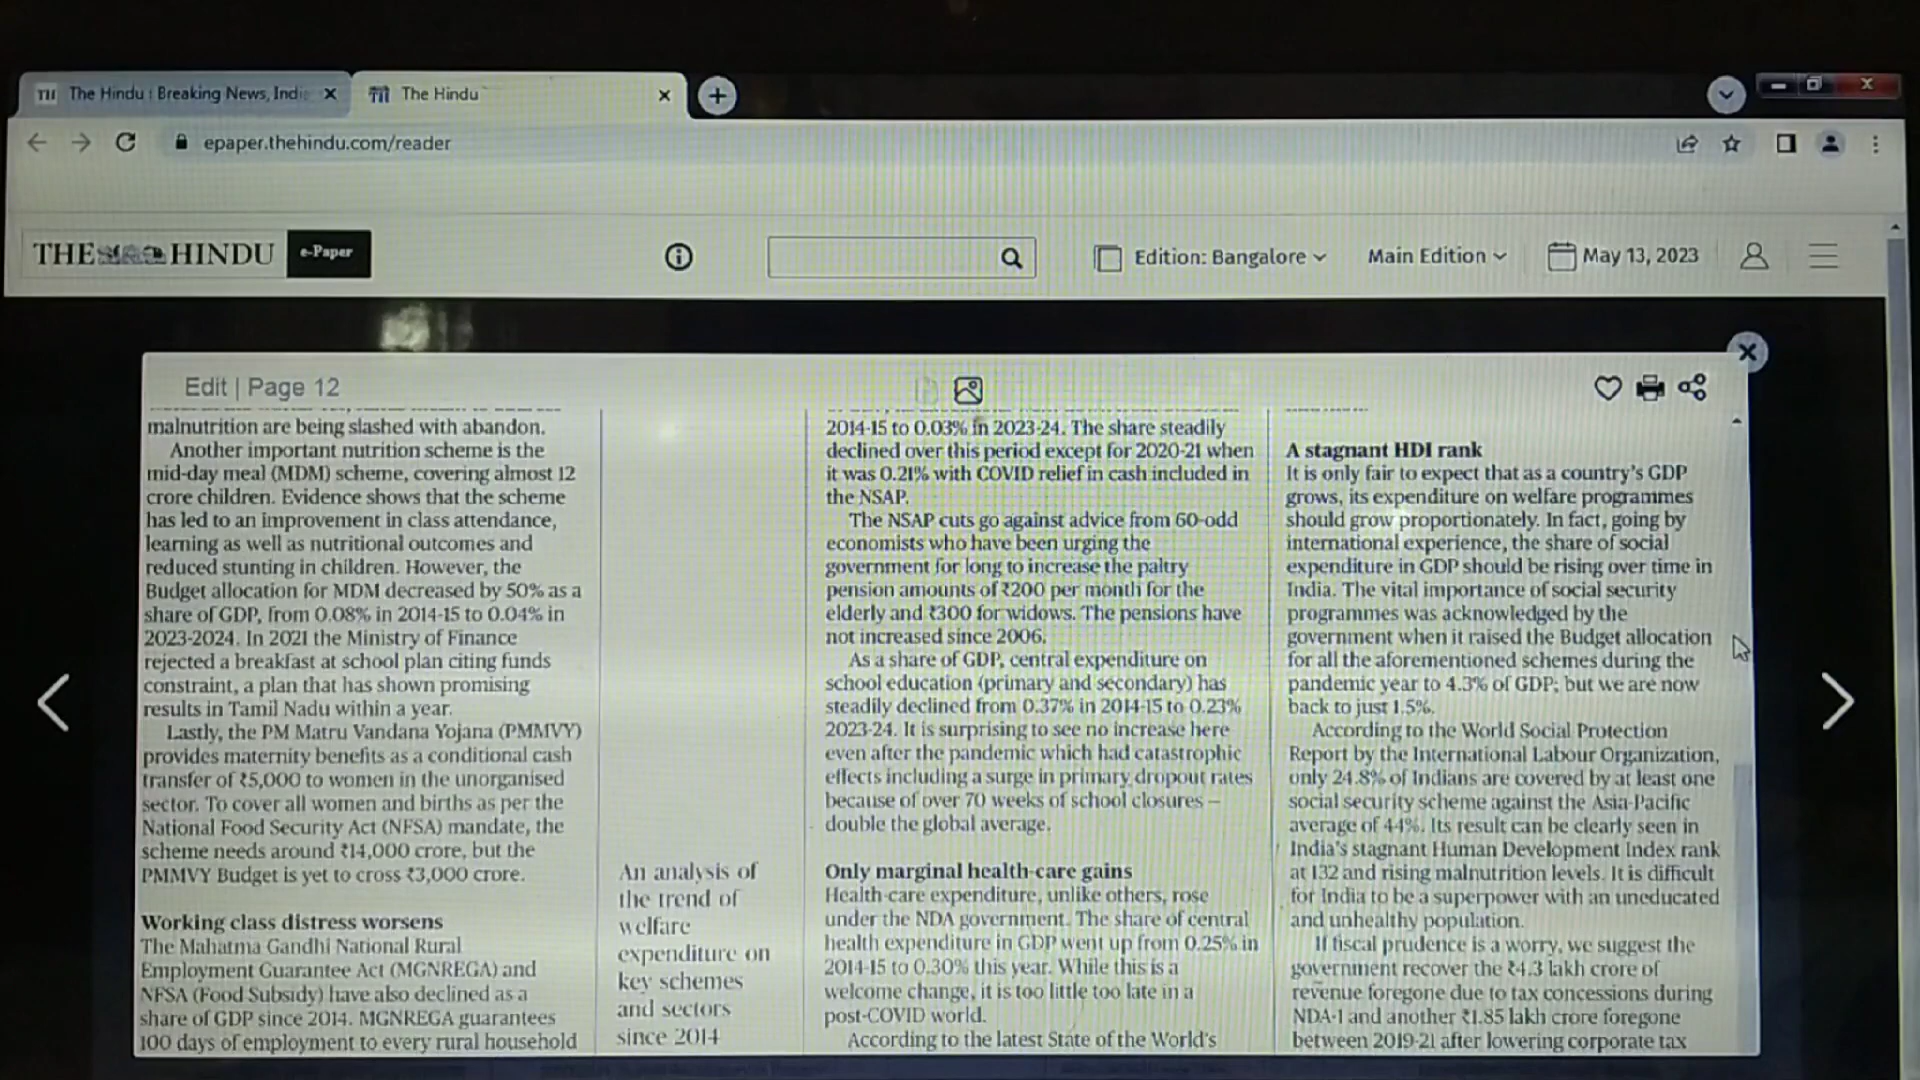 The Hindu : Breaking News, Indi
The Hindu
epaper.thehindu.com/reader
THE HINDU
e-Paper
Edition: Bangalore
Main Edition
May 13, 2023
Edit | Page 12
malnutrition are being slashed with abandon.
Another important nutrition scheme is the
mid-day meal (MDM) scheme, covering almost 12
crore children. Evidence shows that the scheme
has led to an improvement in class attendance,
learning as well as nutritional outcomes and
reduced stunting in children. However, the
Budget allocation for MDM decreased by 50% as a
share of GDP, from 0.08% in 2014-15 to 0.04% in
2023-2024. In 2021 the Ministry of Finance
rejected a breakfast at school plan citing funds
constraint, a plan that has shown promising
results in Tamil Nadu within a year.
Lastly, the PM Matru Vandana Yojana (PMMVY)
provides maternity benefits as a conditional cash
transfer of ₹5,000 to women in the unorganised
sector. To cover all women and births as per the
National Food Security Act (NFSA) mandate, the
scheme needs around ₹14,000 crore, but the
PMMVY Budget is yet to cross ₹3,000 crore.
Working class distress worsens
The Mahatma Gandhi National Rural
Employment Guarantee Act (MGNREGA) and
NFSA (Food Subsidy) have also declined as a
share of GDP since 2014. MGNREGA guarantees
100 days of employment to every rural household
An analysis of
the trend of
welfare
expenditure on
key schemes
and sectors
since 2014
2014-15 to 0.03% in 2023-24. The share steadily
declined over this period except for 2020-21 when
it was 0.21% with COVID relief in cash included in
the NSAP.
The NSAP cuts go against advice from 60-odd
economists who have been urging the
government for long to increase the paltry
pension amounts of ₹200 per month for the
elderly and ₹300 for widows. The pensions have
not increased since 2006.
As a share of GDP, central expenditure on
school education (primary and secondary) has
steadily declined from 0.37% in 2014-15 to 0.23%
2023-24. It is surprising to see no increase here
even after the pandemic which had catastrophic
effects including a surge in primary dropout rates
because of over 70 weeks of school closures —
double the global average.
Only marginal health-care gains
Health-care expenditure, unlike others, rose
under the NDA government. The share of central
health expenditure in GDP went up from 0.25% in
2014-15 to 0.30% this year. While this is a
welcome change, it is too little too late in a
post-COVID world.
According to the latest State of the World's
A stagnant HDI rank
It is only fair to expect that as a country's GDP
grows, its expenditure on welfare programmes
should grow proportionately. In fact, going by
international experience, the share of social
expenditure in GDP should be rising over time in
India. The vital importance of social security
programmes was acknowledged by the
government when it raised the Budget allocation
for all the aforementioned schemes during the
pandemic year to 4.3% of GDP; but we are now
back to just 1.5%.
According to the World Social Protection
Report by the International Labour Organization,
only 24.8% of Indians are covered by at least one
social security scheme against the Asia-Pacific
average of 44%. Its result can be clearly seen in
India's stagnant Human Development Index rank
at 132 and rising malnutrition levels. It is difficult
for India to be a superpower with an uneducated
and unhealthy population.
If fiscal prudence is a worry, we suggest the
government recover the ₹4.3 lakh crore of
revenue foregone due to tax concessions during
NDA-1 and another ₹1.85 lakh crore foregone
between 2019-21 after lowering corporate tax